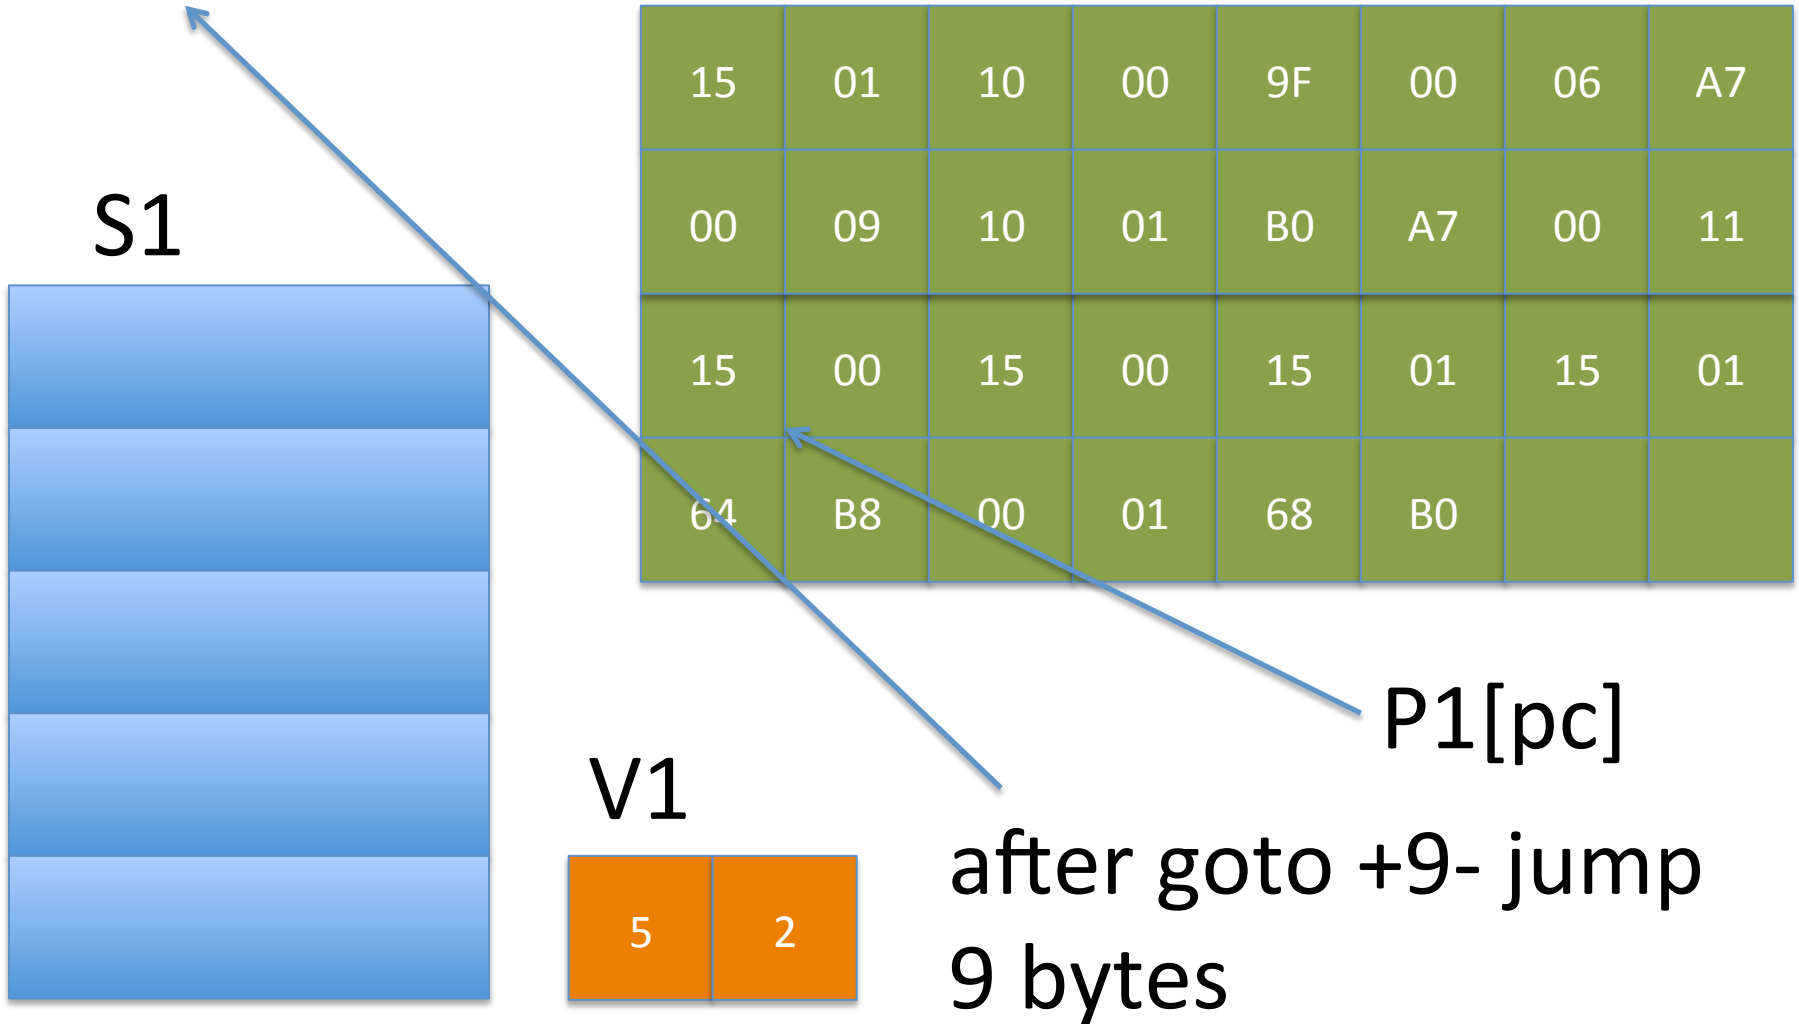 15 01 10 00 9F 00 06 A7
00 09 10 01 B0 A7 00 11
15 00 15 00 15 01 15 01
64 B8 00 01 68 B0
S1
P1[pc]
V1
5 2
after goto +9- jump
9 bytes